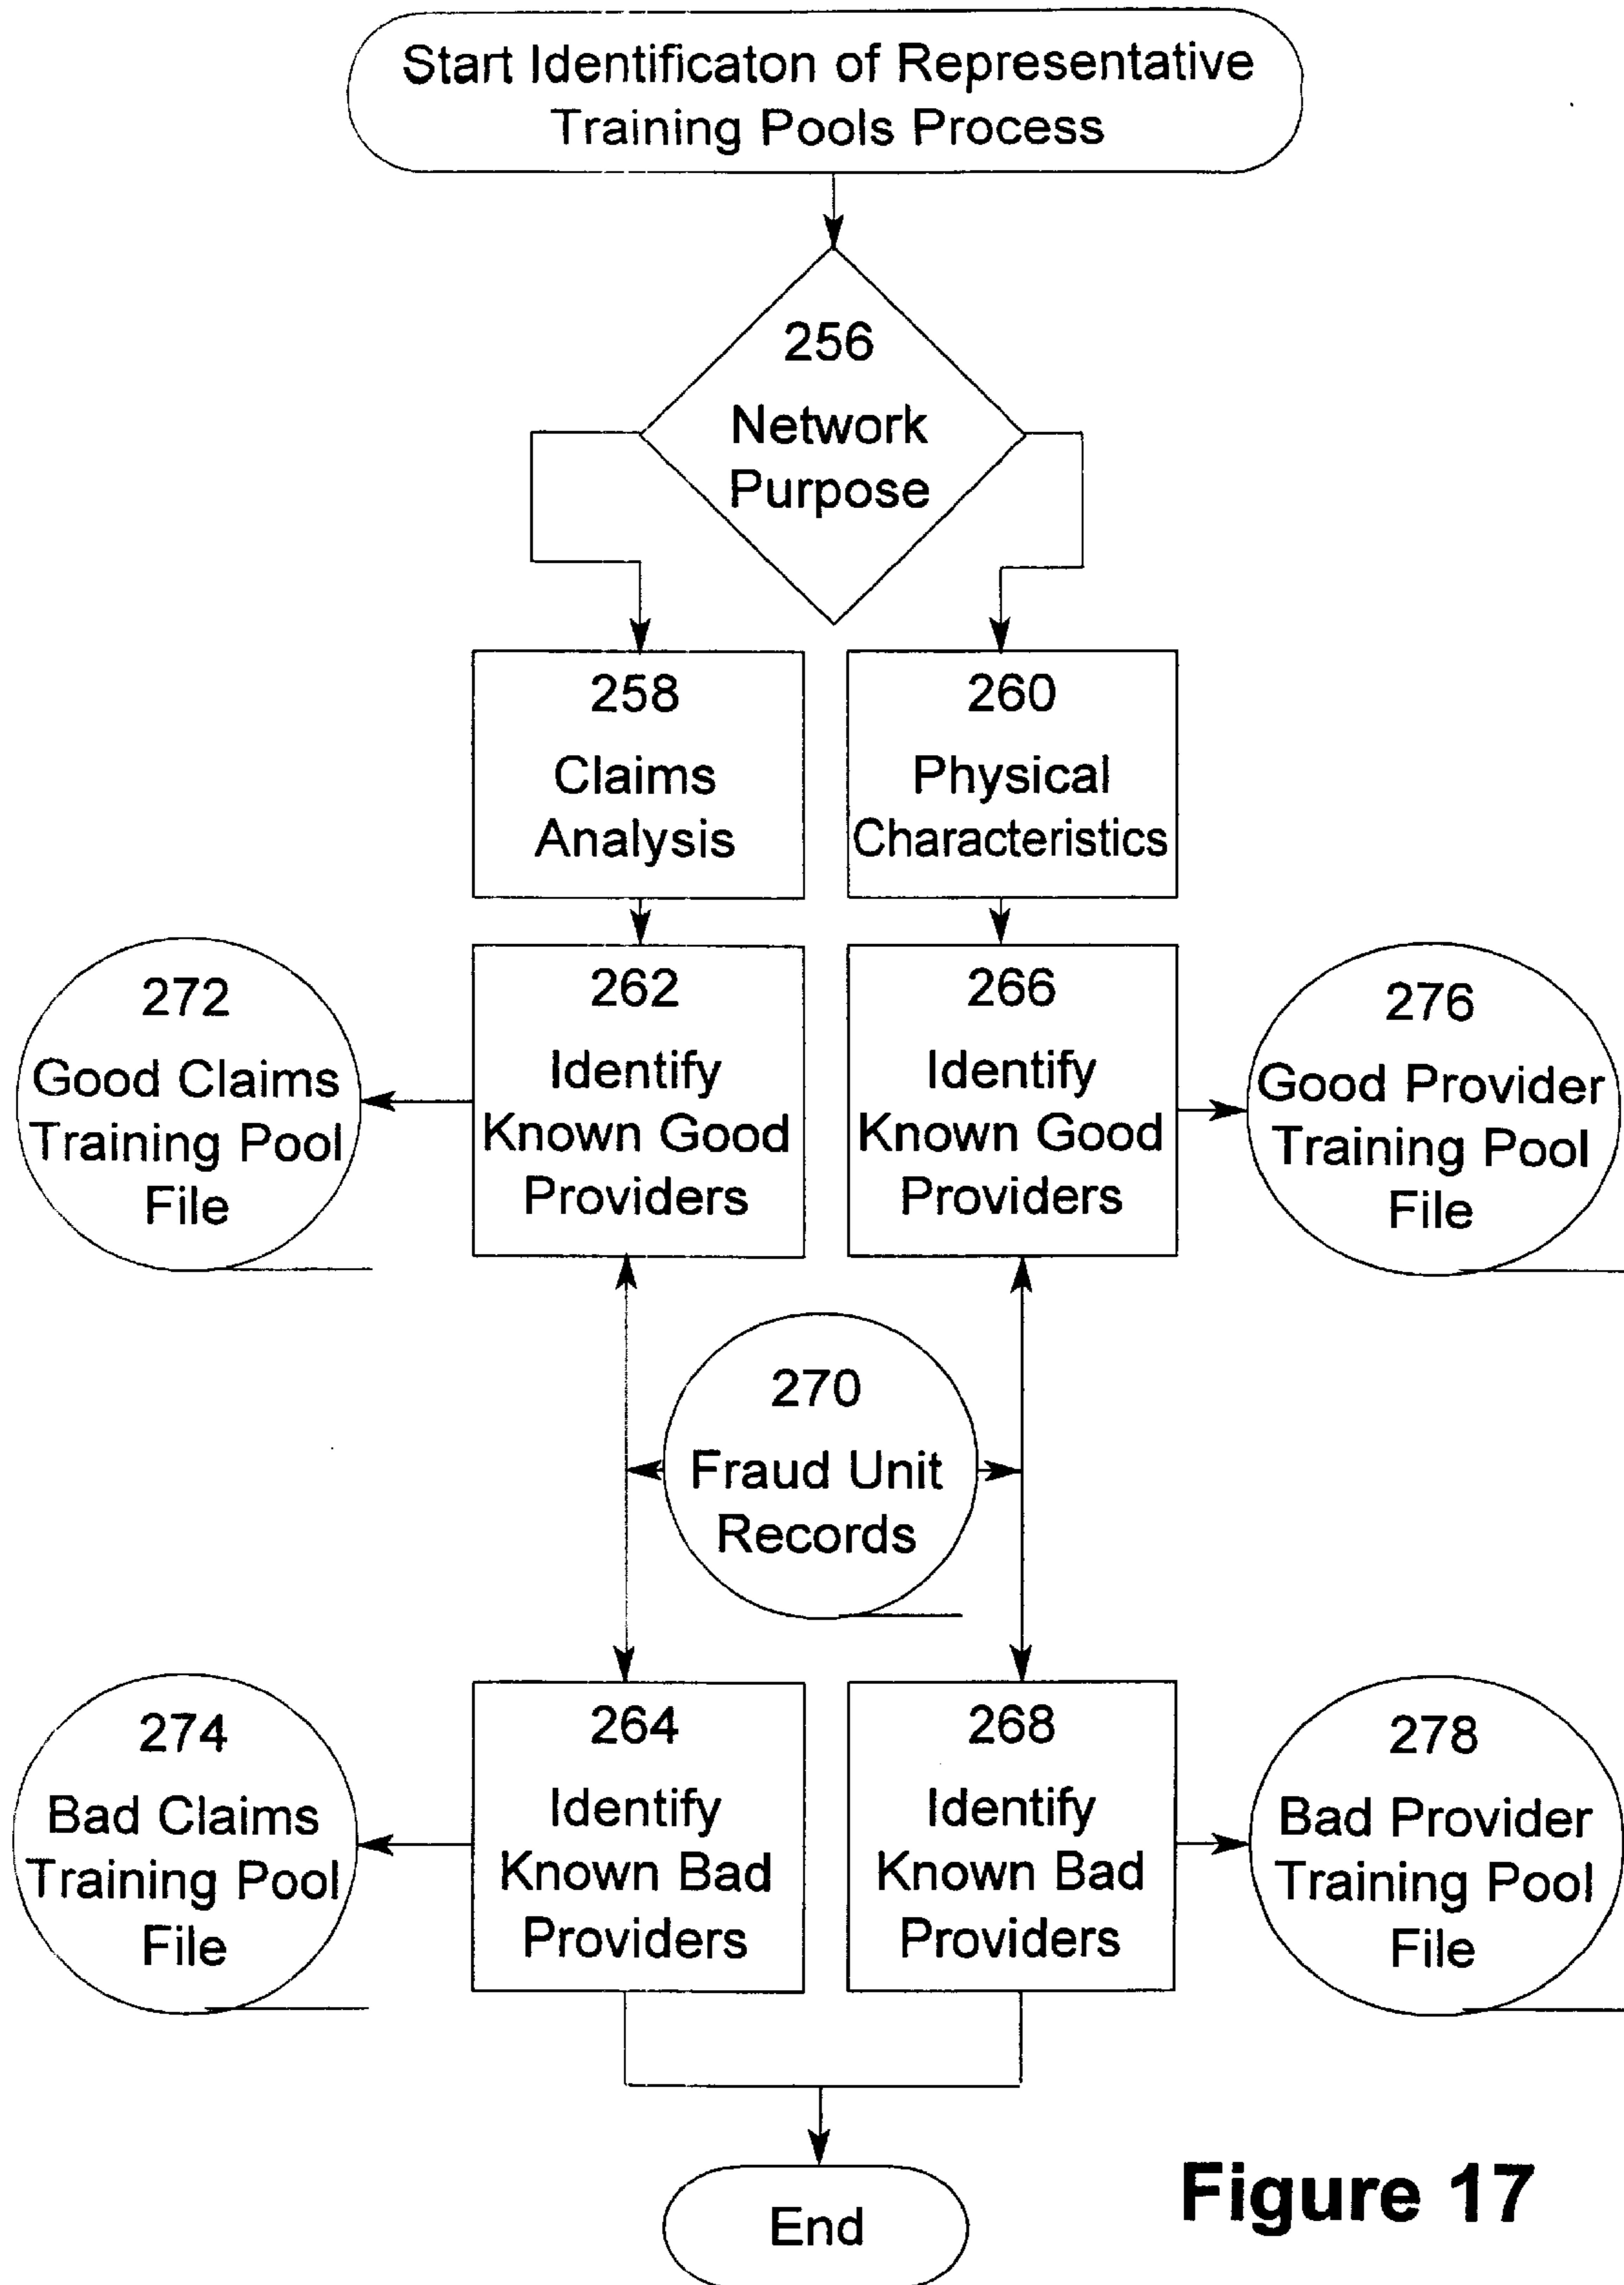 Start Identificaton of Representative
Training Pools Process
256
Network
Purpose
258
Claims
Analysis
260
Physical
Characteristics
272
Good Claims
Training Pool
File
262
Identify
Known Good
Providers
266
Identify
Known Good
Providers
276
Good Provider
Training Pool
File
270
Fraud Unit
Records
274
Bad Claims
Training Pool
File
264
Identify
Known Bad
Providers
268
Identify
Known Bad
Providers
278
Bad Provider
Training Pool
File
End
Figure 17